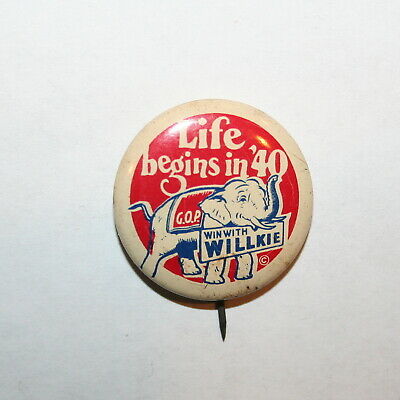 Life
begins in '40
G.O.P.
WIN WITH
WILLKIE
©